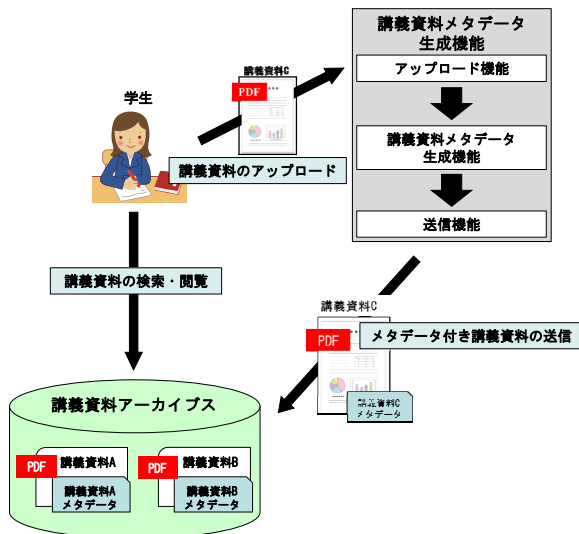 講義資料メタデータ
生成機能
アップロード機能
講義資料メタデータ
生成機能
送信機能
講義資料C
PDF
学生
講義資料のアップロード
講義資料の検索・閲覧
講義資料C
PDF
メタデータ付き講義資料の送信
講義資料C
メタデータ
講義資料アーカイブス
PDF
講義資料A
講義資料A
メタデータ
PDF
講義資料B
講義資料B
メタデータ